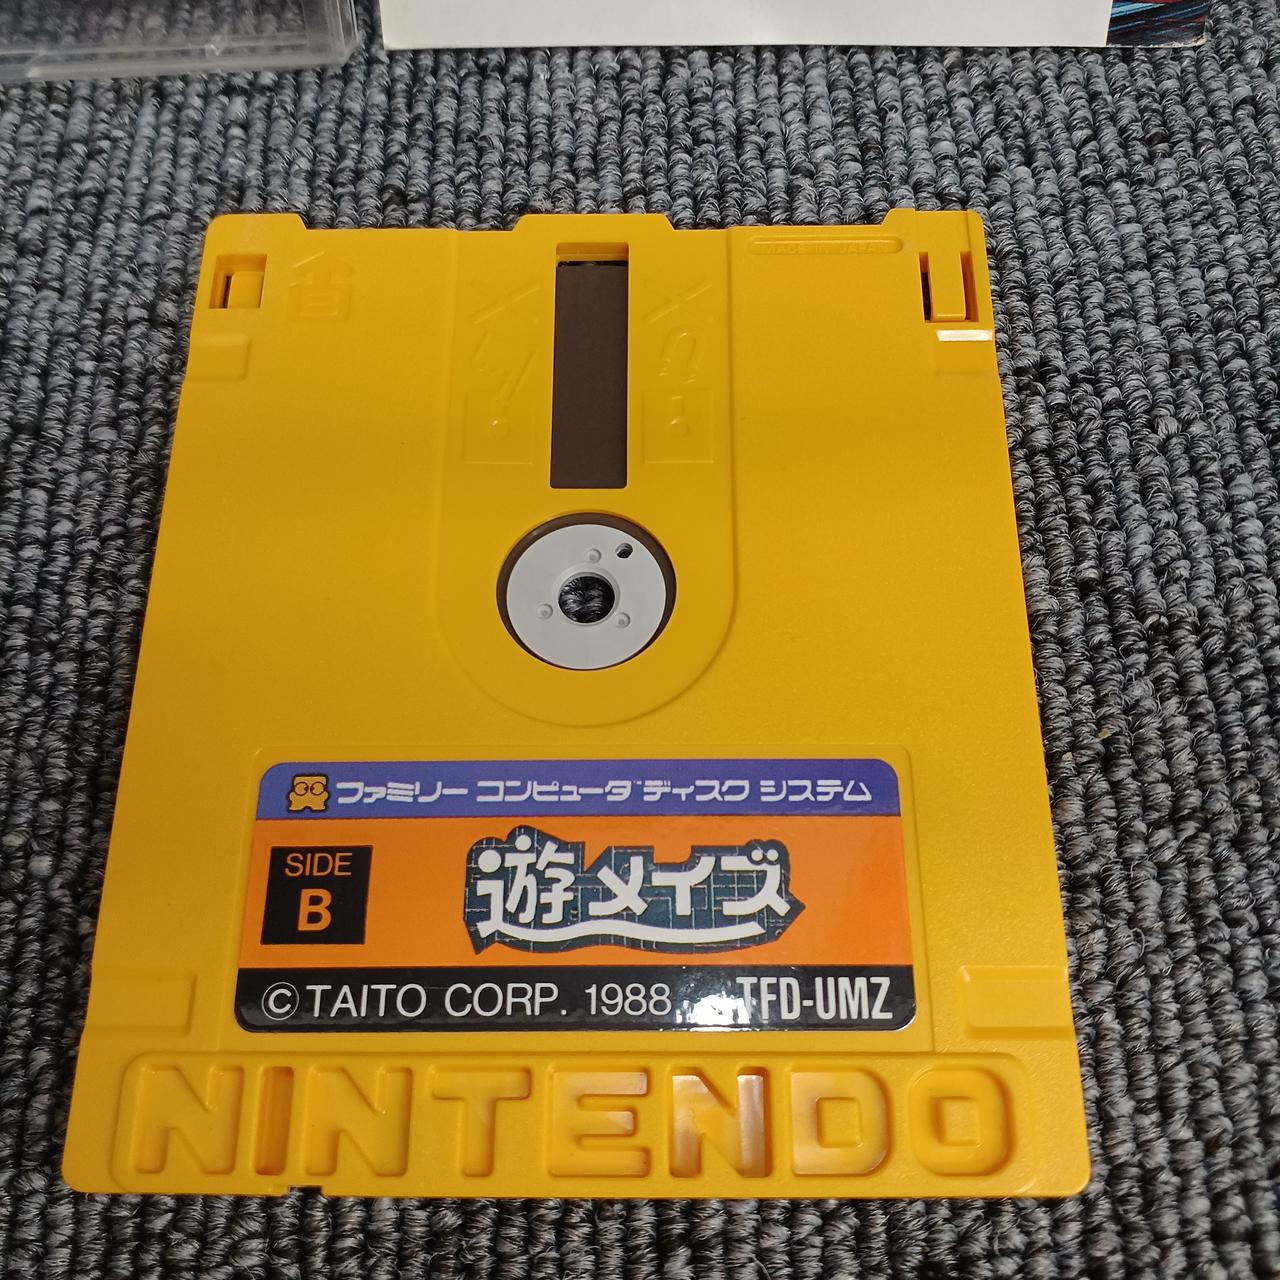 MADE IN JAPAN
B
ファミリー コンピュータ ディスク システム
SIDE
B
遊メイズ
© TAITO CORP. 1988 TFD-UMZ
NINTENDO